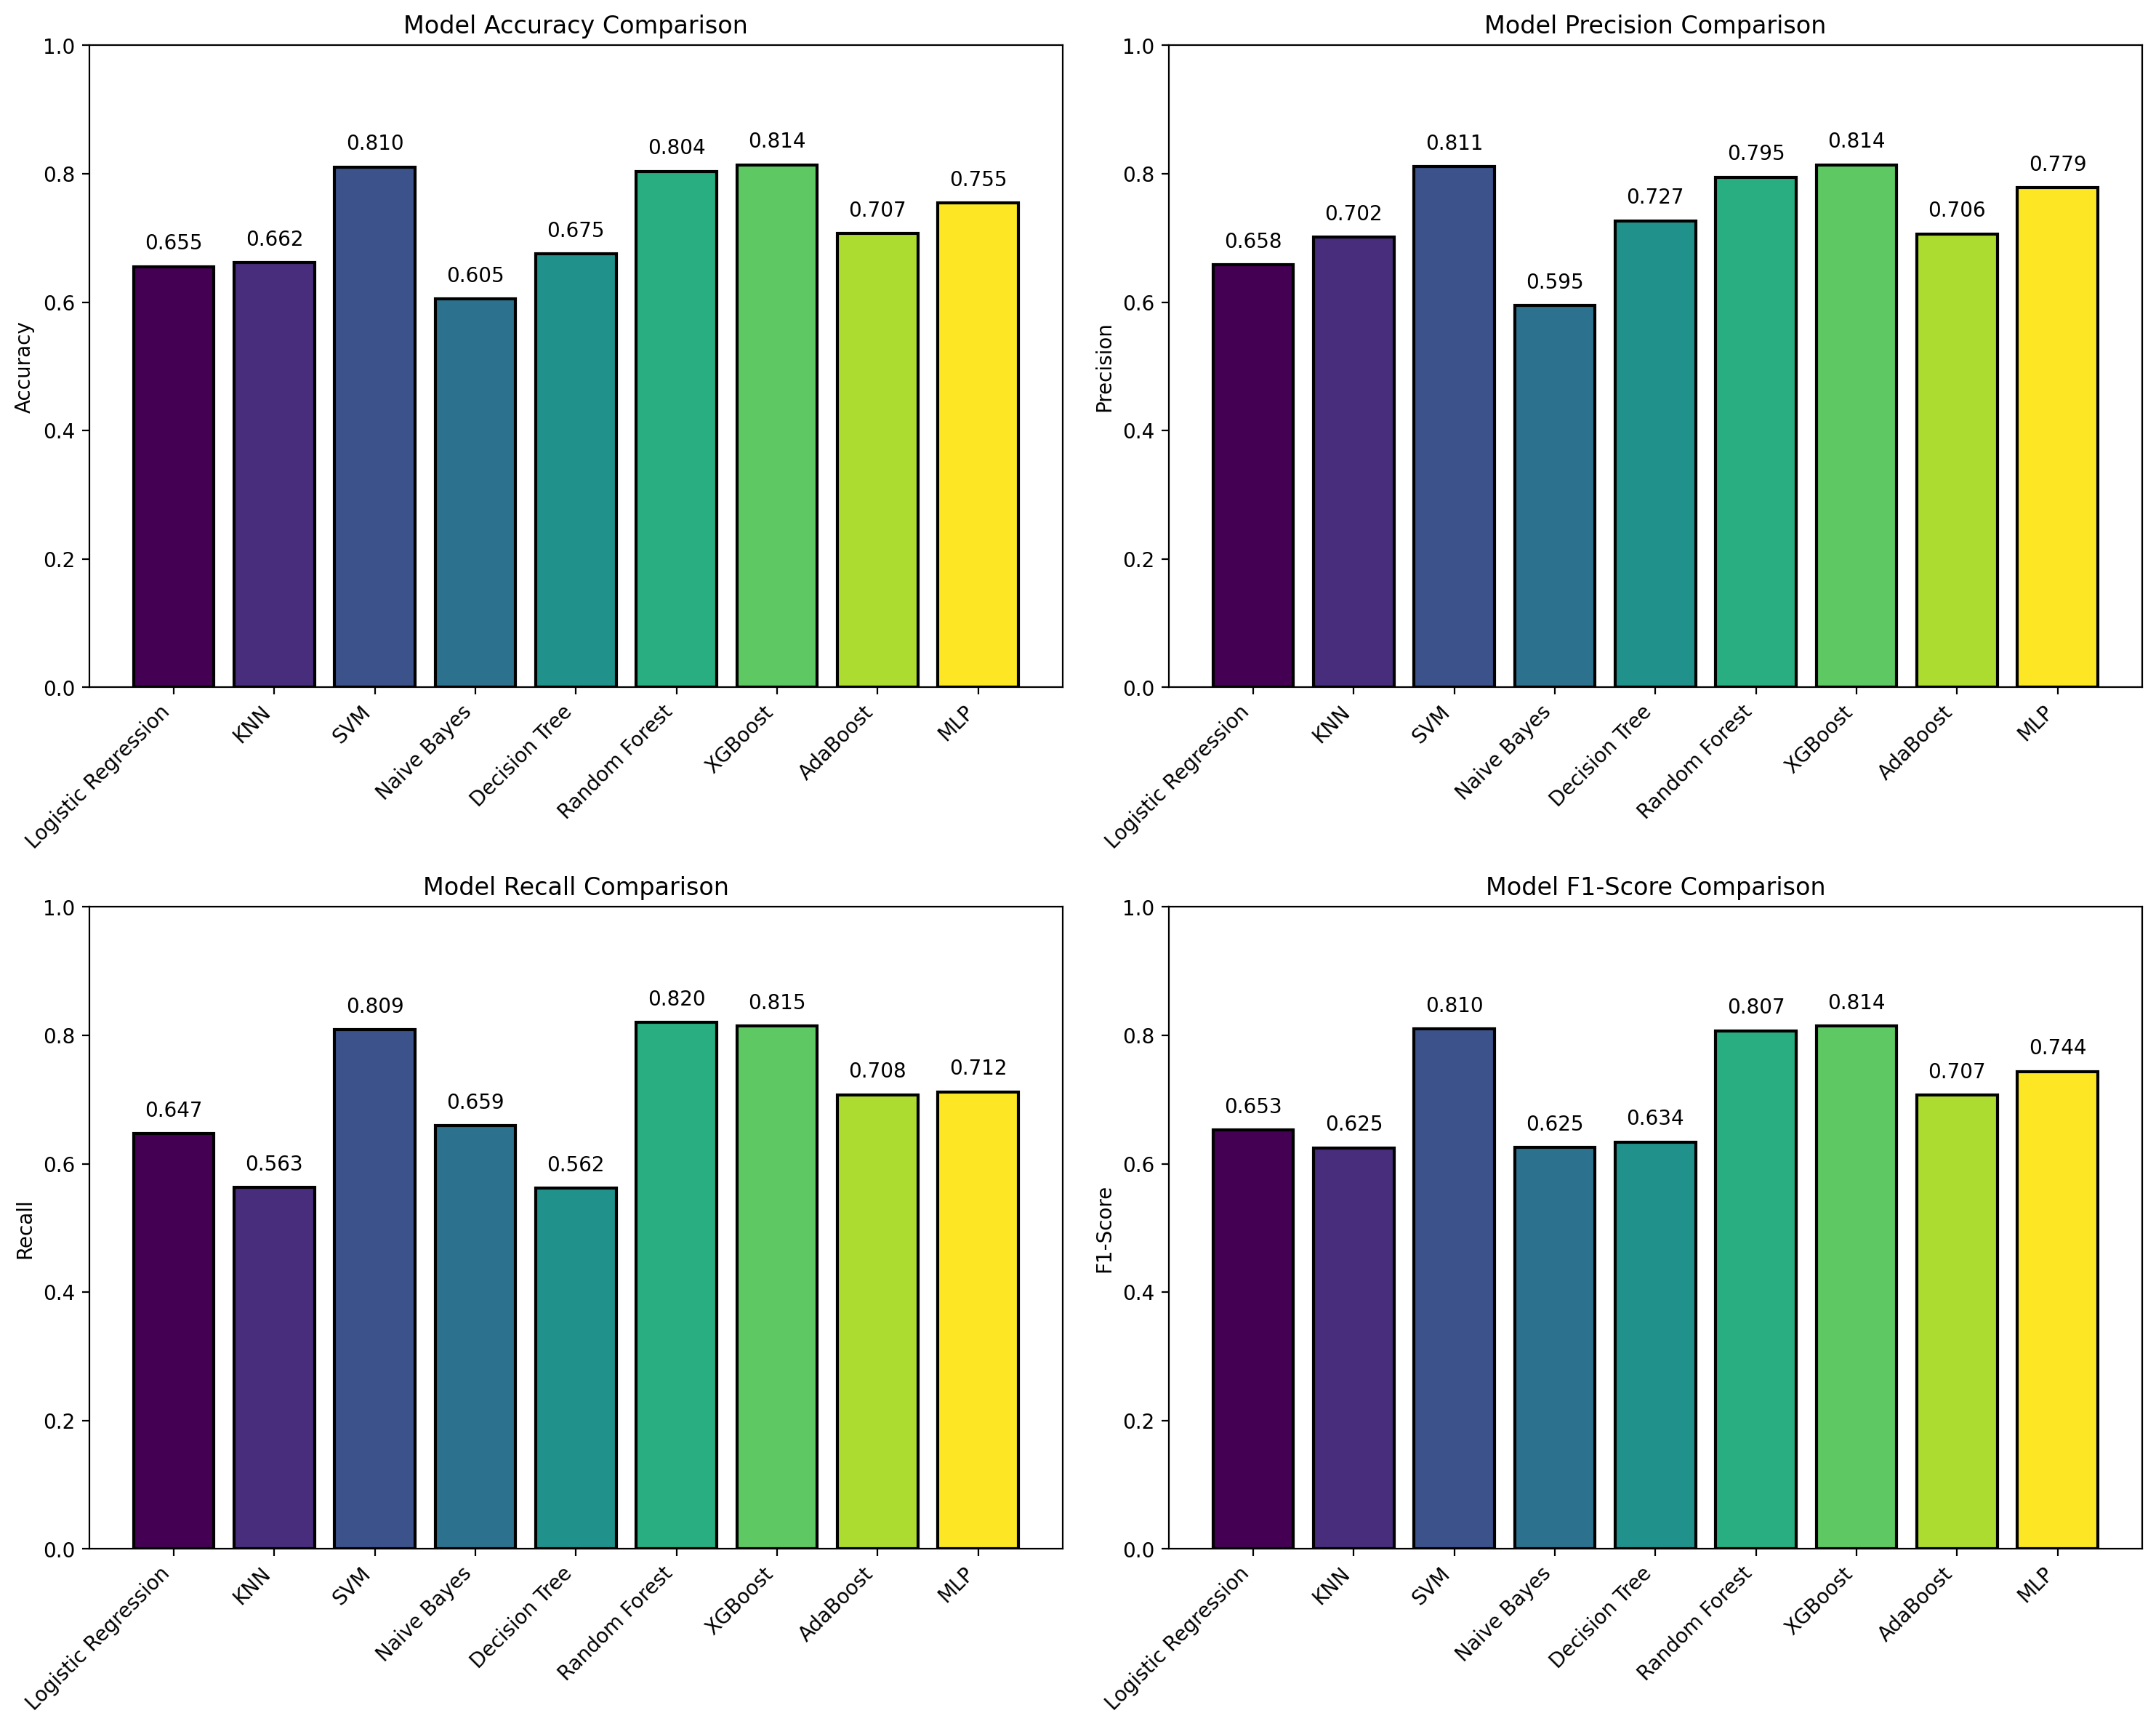 Model Accuracy Comparison
1.0
0.8
0.6
0.4
0.2
0.0
Accuracy
0.655
0.662
0.810
0.605
0.675
0.804
0.814
0.707
0.755
Logistic Regression
KNN
SVM
Naive Bayes
Decision Tree
Random Forest
XGBoost
AdaBoost
MLP
Model Precision Comparison
1.0
0.8
0.6
0.4
0.2
0.0
Precision
0.658
0.702
0.811
0.595
0.727
0.795
0.814
0.706
0.779
Logistic Regression
KNN
SVM
Naive Bayes
Decision Tree
Random Forest
XGBoost
AdaBoost
MLP
Model Recall Comparison
1.0
0.8
0.6
0.4
0.2
0.0
Recall
0.647
0.563
0.809
0.659
0.562
0.820
0.815
0.708
0.712
Logistic Regression
KNN
SVM
Naive Bayes
Decision Tree
Random Forest
XGBoost
AdaBoost
MLP
Model F1-Score Comparison
1.0
0.8
0.6
0.4
0.2
0.0
F1-Score
0.653
0.625
0.810
0.625
0.634
0.807
0.814
0.707
0.744
Logistic Regression
KNN
SVM
Naive Bayes
Decision Tree
Random Forest
XGBoost
AdaBoost
MLP